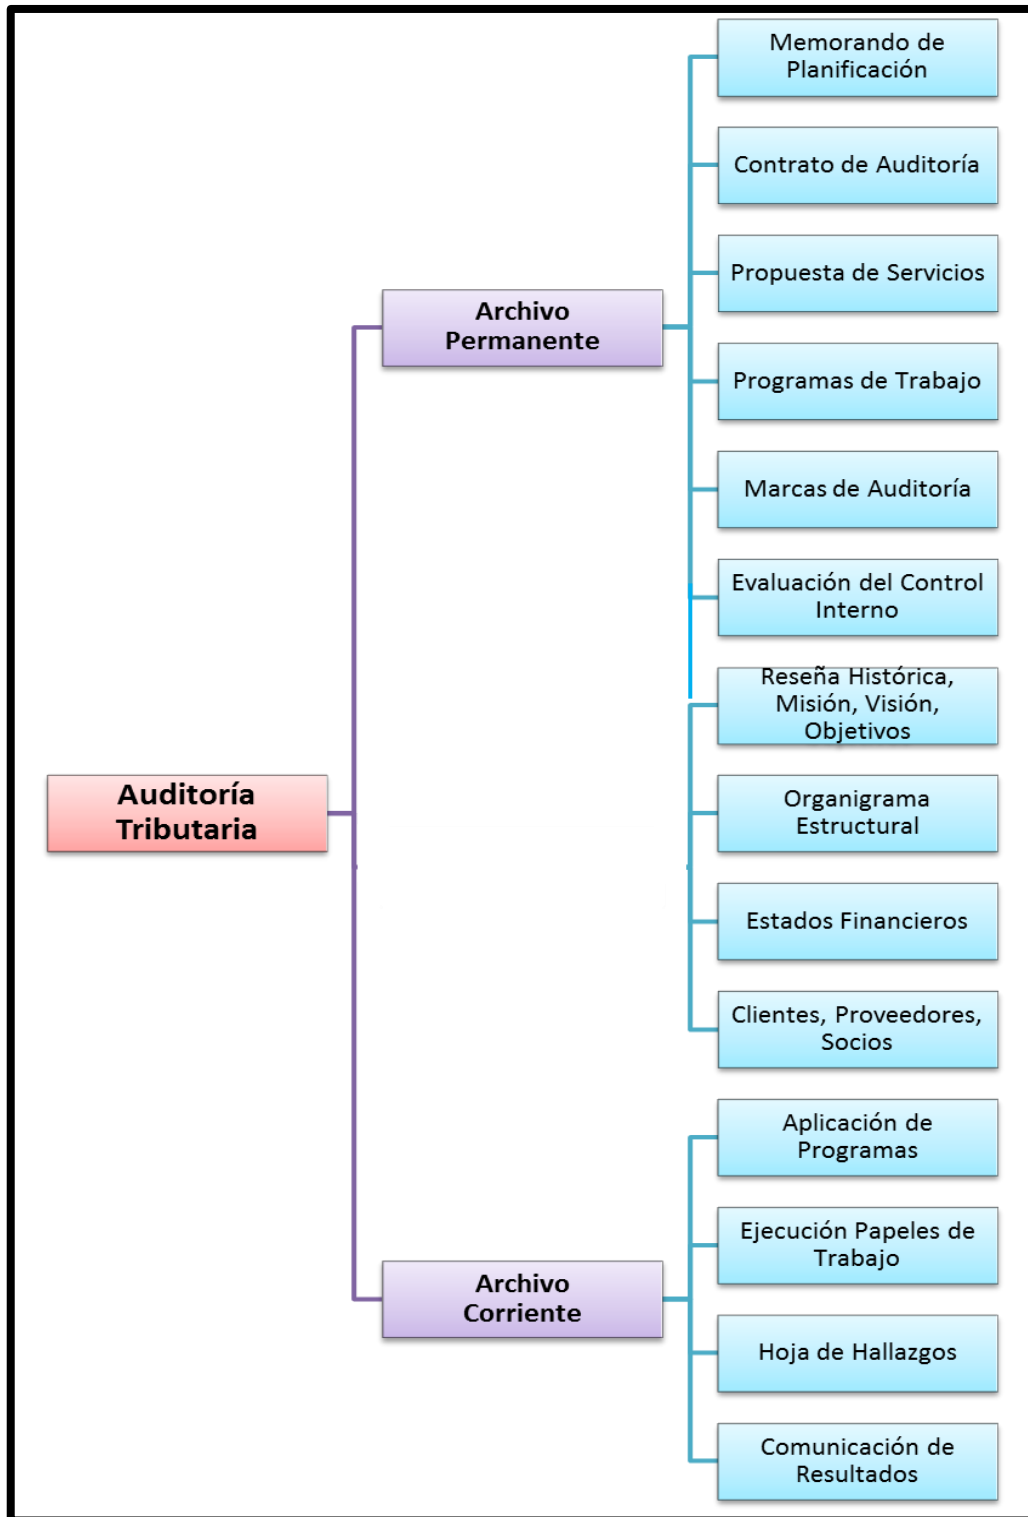 Auditoría
Tributaria
Archivo
Permanente
Memorando de
Planificación
Contrato de Auditoría
Propuesta de Servicios
Programas de Trabajo
Marcas de Auditoría
Evaluación del Control
Interno
Reseña Histórica,
Misión, Visión,
Objetivos
Organigrama
Estructural
Estados Financieros
Clientes, Proveedores,
Socios
Archivo
Corriente
Aplicación de
Programas
Ejecución Papeles de
Trabajo
Hoja de Hallazgos
Comunicación de
Resultados